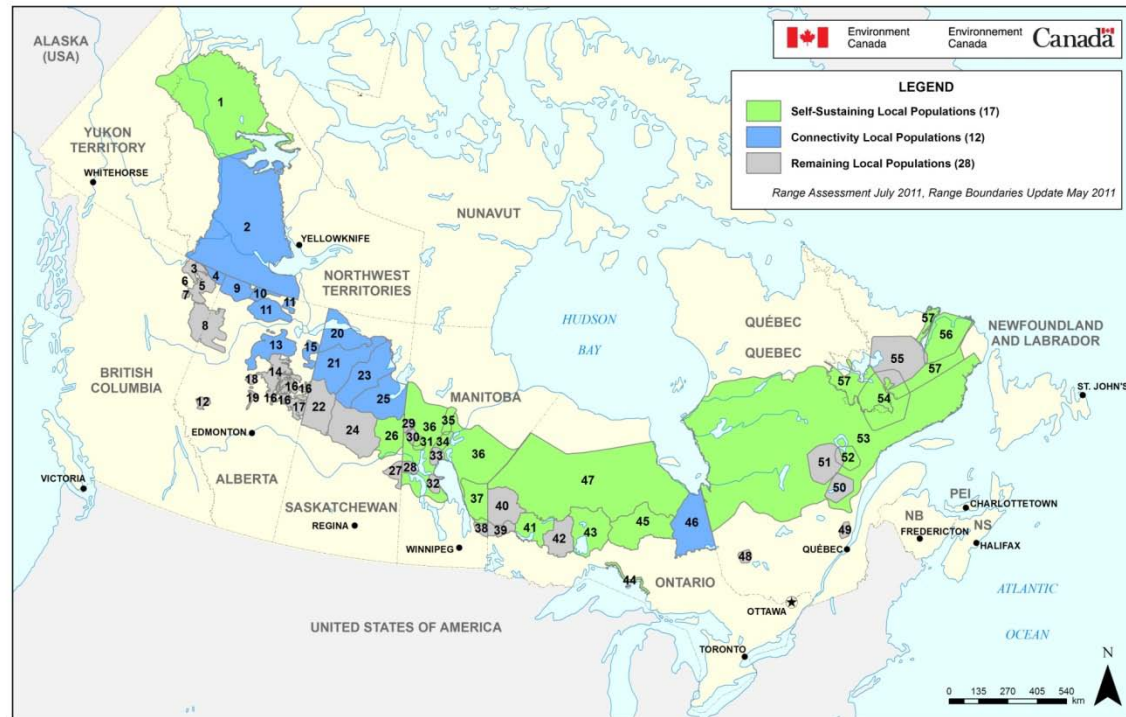 ALASKA
(USA)
Environment
Canada
Environnement
Canada
Canada
LEGEND
Self-Sustaining Local Populations (17)
Connectivity Local Populations (12)
Remaining Local Populations (28)
Range Assessment July 2011, Range Boundaries Update May 2011
1
YUKON
TERRITORY
WHITEHORSE
NUNAVUT
2
YELLOWKNIFE
NORTHWEST
TERRITORIES
3
4
5
6
7
8
9
10
11
11
HUDSON
BAY
QUÉBEC
QUEBEC
NEWFOUNDLAND
AND LABRADOR
ST. JOHN'S
57
56
55
57
57
54
53
52
51
50
BRITISH
COLUMBIA
13
15
20
21
23
25
14
18
16
16
19
16
16
17
22
24
12
EDMONTON
ALBERTA
VICTORIA
SASKATCHEWAN
REGINA
MANITOBA
26
29
36
35
30
31
34
33
27
28
32
36
37
38
39
40
WINNIPEG
47
41
42
43
45
46
44
ONTARIO
48
49
QUÉBEC
OTTAWA
TORONTO
PEI
CHARLOTTETOWN
NB
FREDERICTON
NS
HALIFAX
ATLANTIC
OCEAN
UNITED STATES OF AMERICA
N
0 135 270 405 540
km